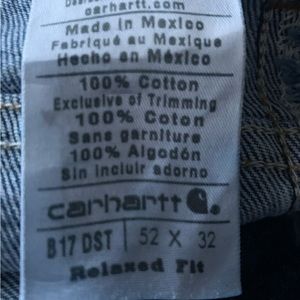 carhartt.com
Made in Mexico
Fabriqué au Mexique
Hecho en México
100% Cotton
Exclusive of Trimming
100% Coton
Sans garniture
100% Algodón
Sin incluir adorno
carhartt
B17 DST 52 X 32
Relaxed Fit